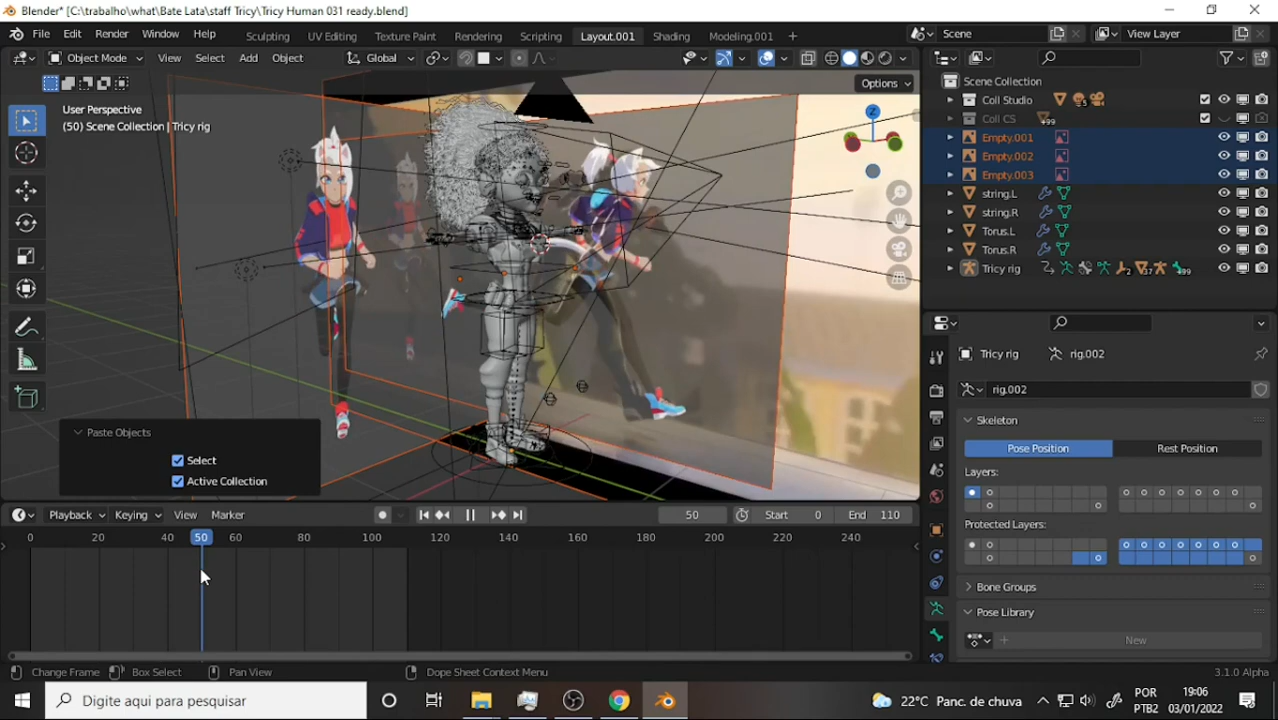 Blender* [C:\trabalho\what\Bate Lata\staff Tricy\Tricy Human 031 ready.blend]
File Edit Render Window Help Sculpting UV Editing Texture Paint Rendering Scripting Layout.001 Shading Modeling.001 Scene View Layer
Object Mode View Select Add Object Global
Options
User Perspective
(50) Scene Collection | Tricy rig
Z
Scene Collection
Coll Studio 5
Coll CS +99
Empty.001
Empty.002
Empty.003
string.L
string.R
Torus.L
Torus.R
Tricy rig 2 37 +99
Tricy rig rig.002
rig.002
Skeleton
Pose Position Rest Position
Layers:
Protected Layers:
Bone Groups
Pose Library
New
Paste Objects
Select
Active Collection
Playback Keying View Marker 50 Start 0 End 110
0 20 40 50 60 80 100 120 140 160 180 200 220 240
Change Frame Box Select Pan View Dope Sheet Context Menu 3.1.0 Alpha
Digite aqui para pesquisar 22°C Panc. de chuva POR 19:06
PTB2 03/01/2022